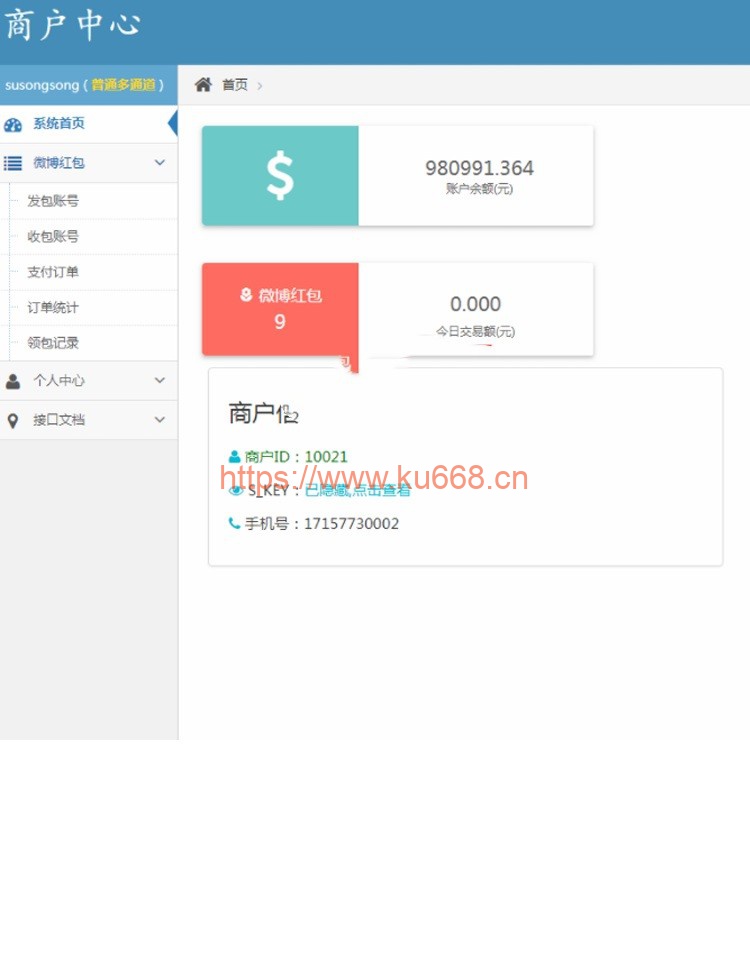 商户中心
susongsong ( 普通多通道 )
首页
系统首页
微博红包
发包账号
收包账号
支付订单
订单统计
领包记录
个人中心
接口文档
$
980991.364
账户余额(元)
微博红包
9
0.000
今日交易额(元)
商户信
商户ID：10021
https://www.ku668.cn
S_KEY：已隐藏,点击查看
手机号：17157730002